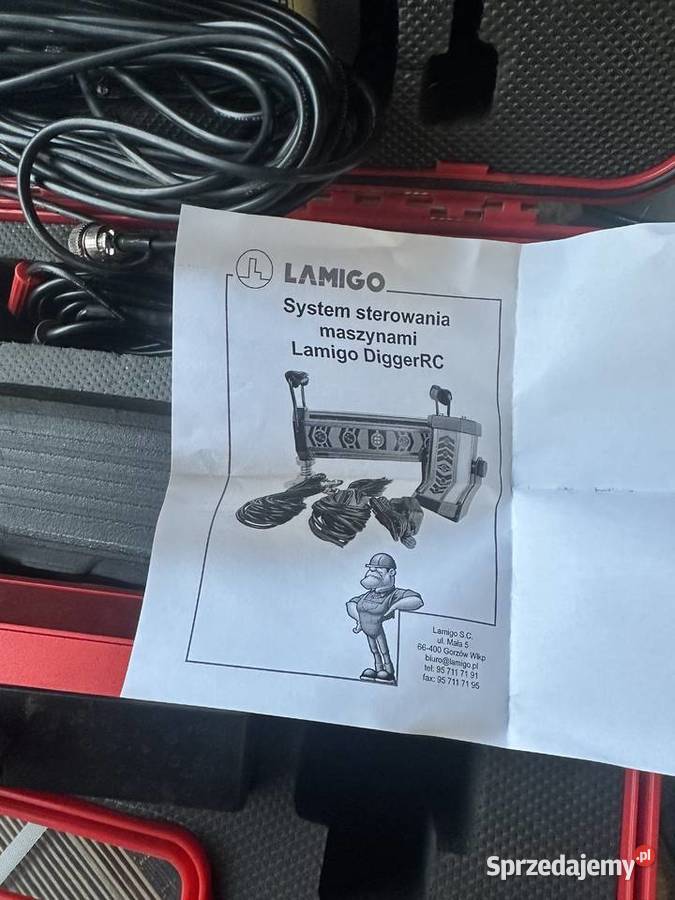 LAMIGO
System sterowania
maszynami
Lamigo DiggerRC
Lamigo S.C.
ul. Mała 5
66-400 Gorzów Wlkp
biuro@lamigo.pl
tel: 95 711 71 91
fax: 95 711 71 95
Sprzedajemy.pl